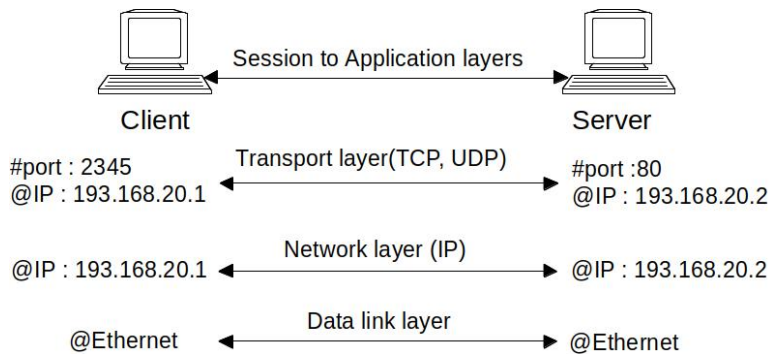 Session to Application layers
Client
Server
#port : 2345
@IP : 193.168.20.1
Transport layer(TCP, UDP)
#port :80
@IP : 193.168.20.2
Network layer (IP)
@IP : 193.168.20.1
@IP : 193.168.20.2
Data link layer
@Ethernet
@Ethernet